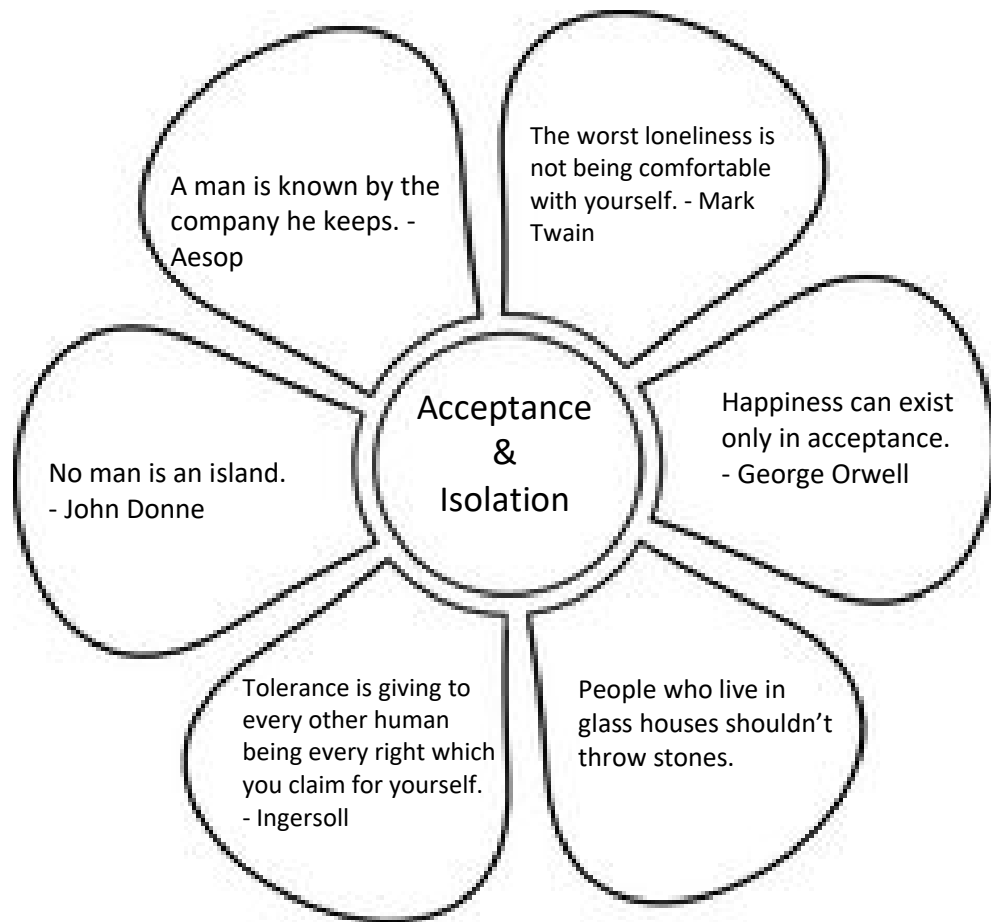 A man is known by the
company he keeps. -
Aesop
The worst loneliness is
not being comfortable
with yourself. - Mark
Twain
Happiness can exist
only in acceptance.
- George Orwell
People who live in
glass houses shouldn’t
throw stones.
Tolerance is giving to
every other human
being every right which
you claim for yourself.
- Ingersoll
No man is an island.
- John Donne
Acceptance
&
Isolation